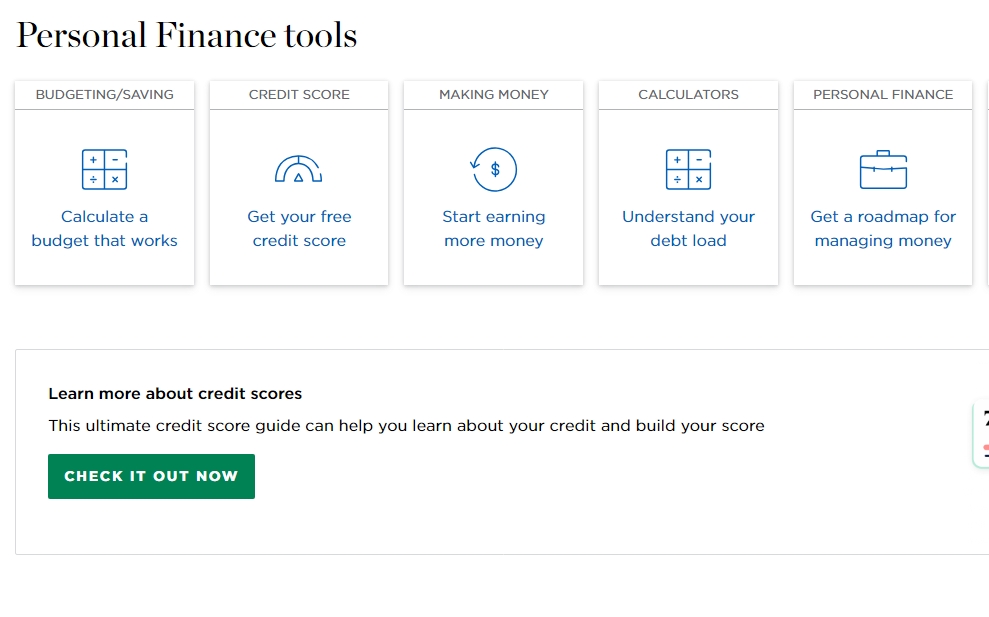 Personal Finance tools
BUDGETING/SAVING
Calculate a
budget that works
CREDIT SCORE
Get your free
credit score
MAKING MONEY
$
Start earning
more money
CALCULATORS
Understand your
debt load
PERSONAL FINANCE
Get a roadmap for
managing money
Learn more about credit scores
This ultimate credit score guide can help you learn about your credit and build your score
CHECK IT OUT NOW